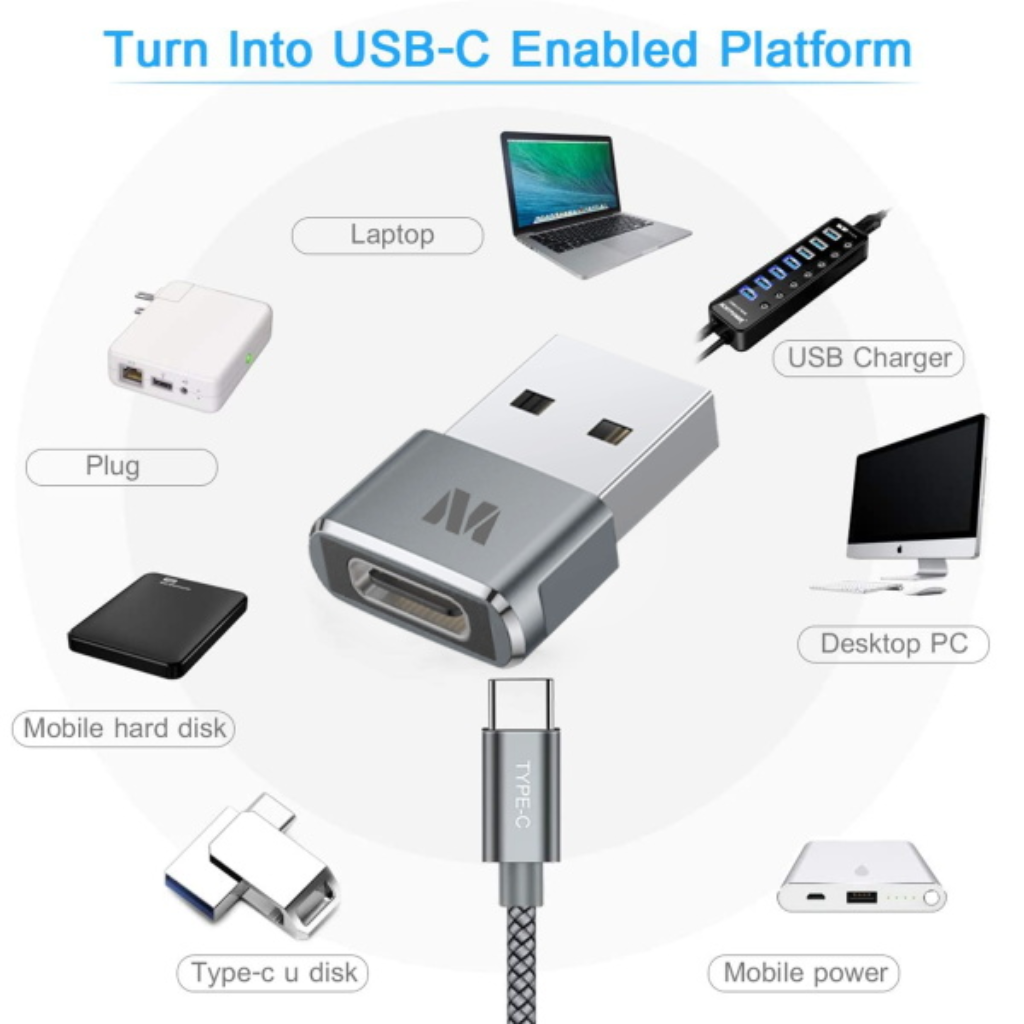 Turn Into USB-C Enabled Platform
Laptop
USB Charger
Plug
Desktop PC
Mobile hard disk
TYPE-C
Type-c u disk
Mobile power